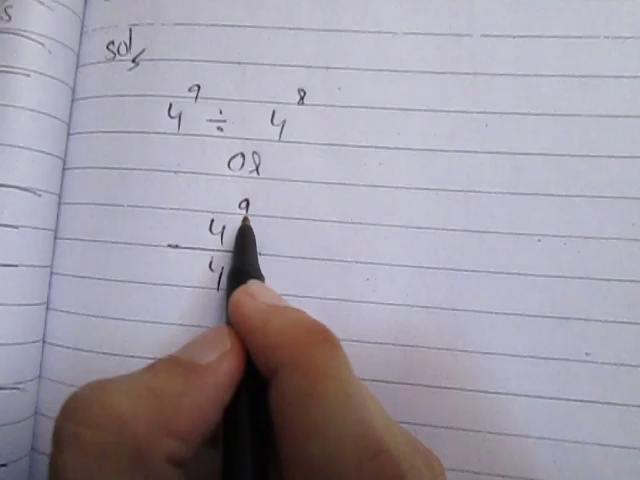 sol,
4⁹ ÷ 4⁸
OR
4⁹
4